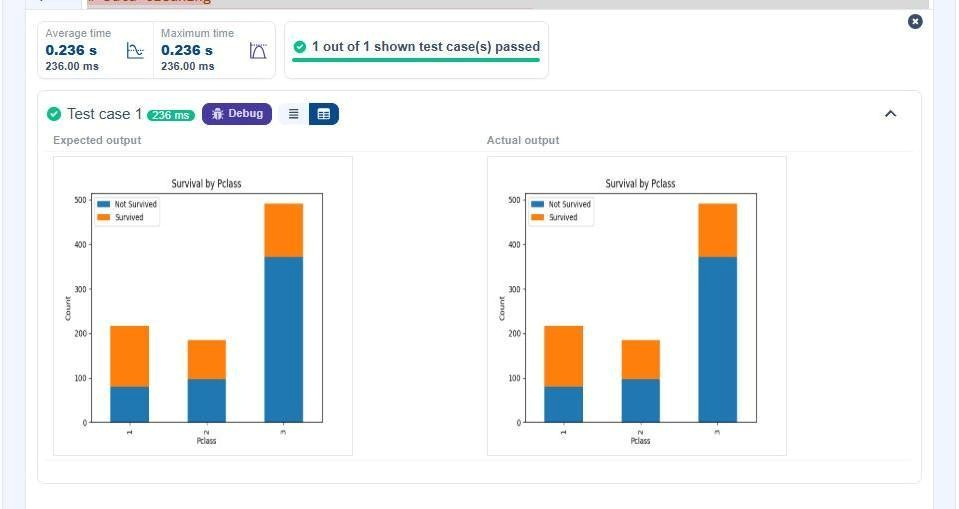 Average time
0.236 s
236.00 ms
Maximum time
0.236 s
236.00 ms
1 out of 1 shown test case(s) passed
Test case 1 236 ms Debug
Expected output
Survival by Pclass
Not Survived
Survived
500
400
300
200
100
0
Count
1 2 3
Pclass
Actual output
Survival by Pclass
Not Survived
Survived
500
400
300
200
100
0
Count
1 2 3
Pclass